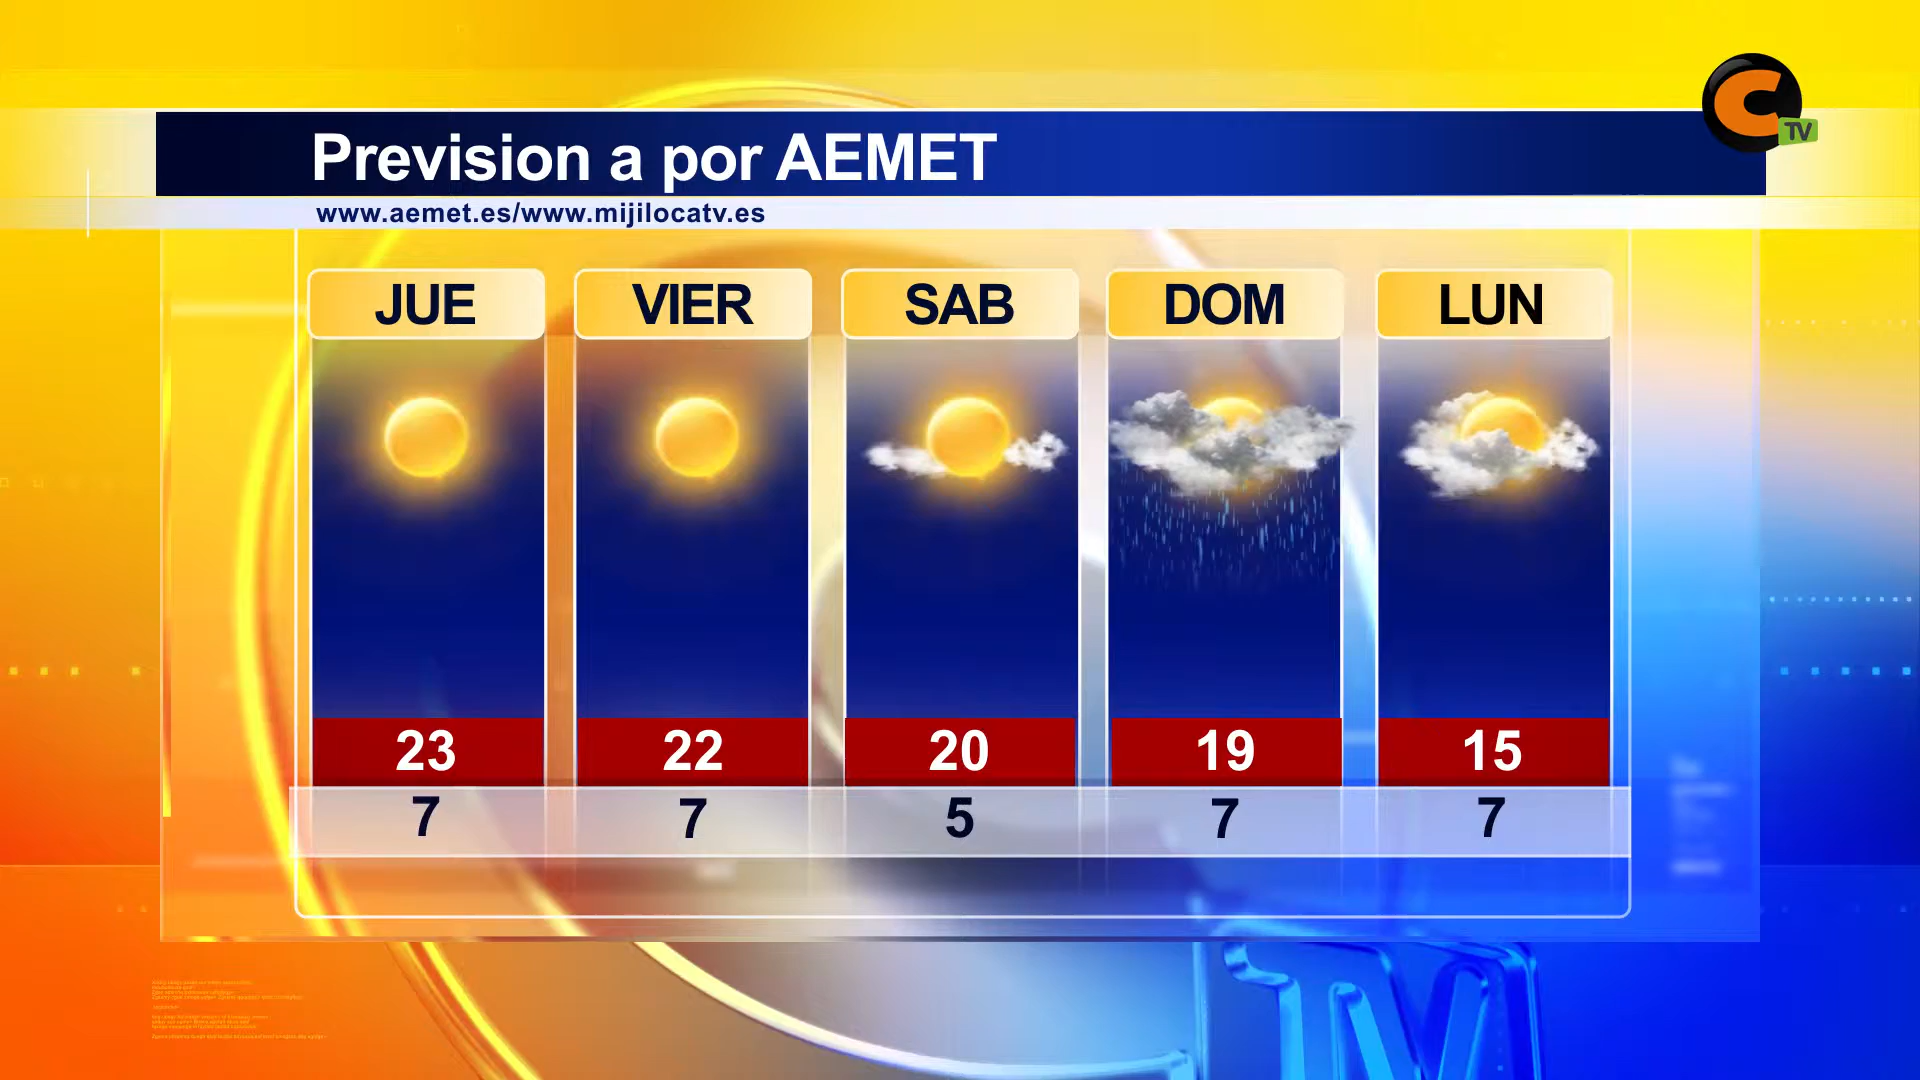 Prevision a por AEMET
www.aemet.es/www.mijilocatv.es
C TV
JUE VIER SAB DOM LUN
23 22 20 19 15
7 7 5 7 7